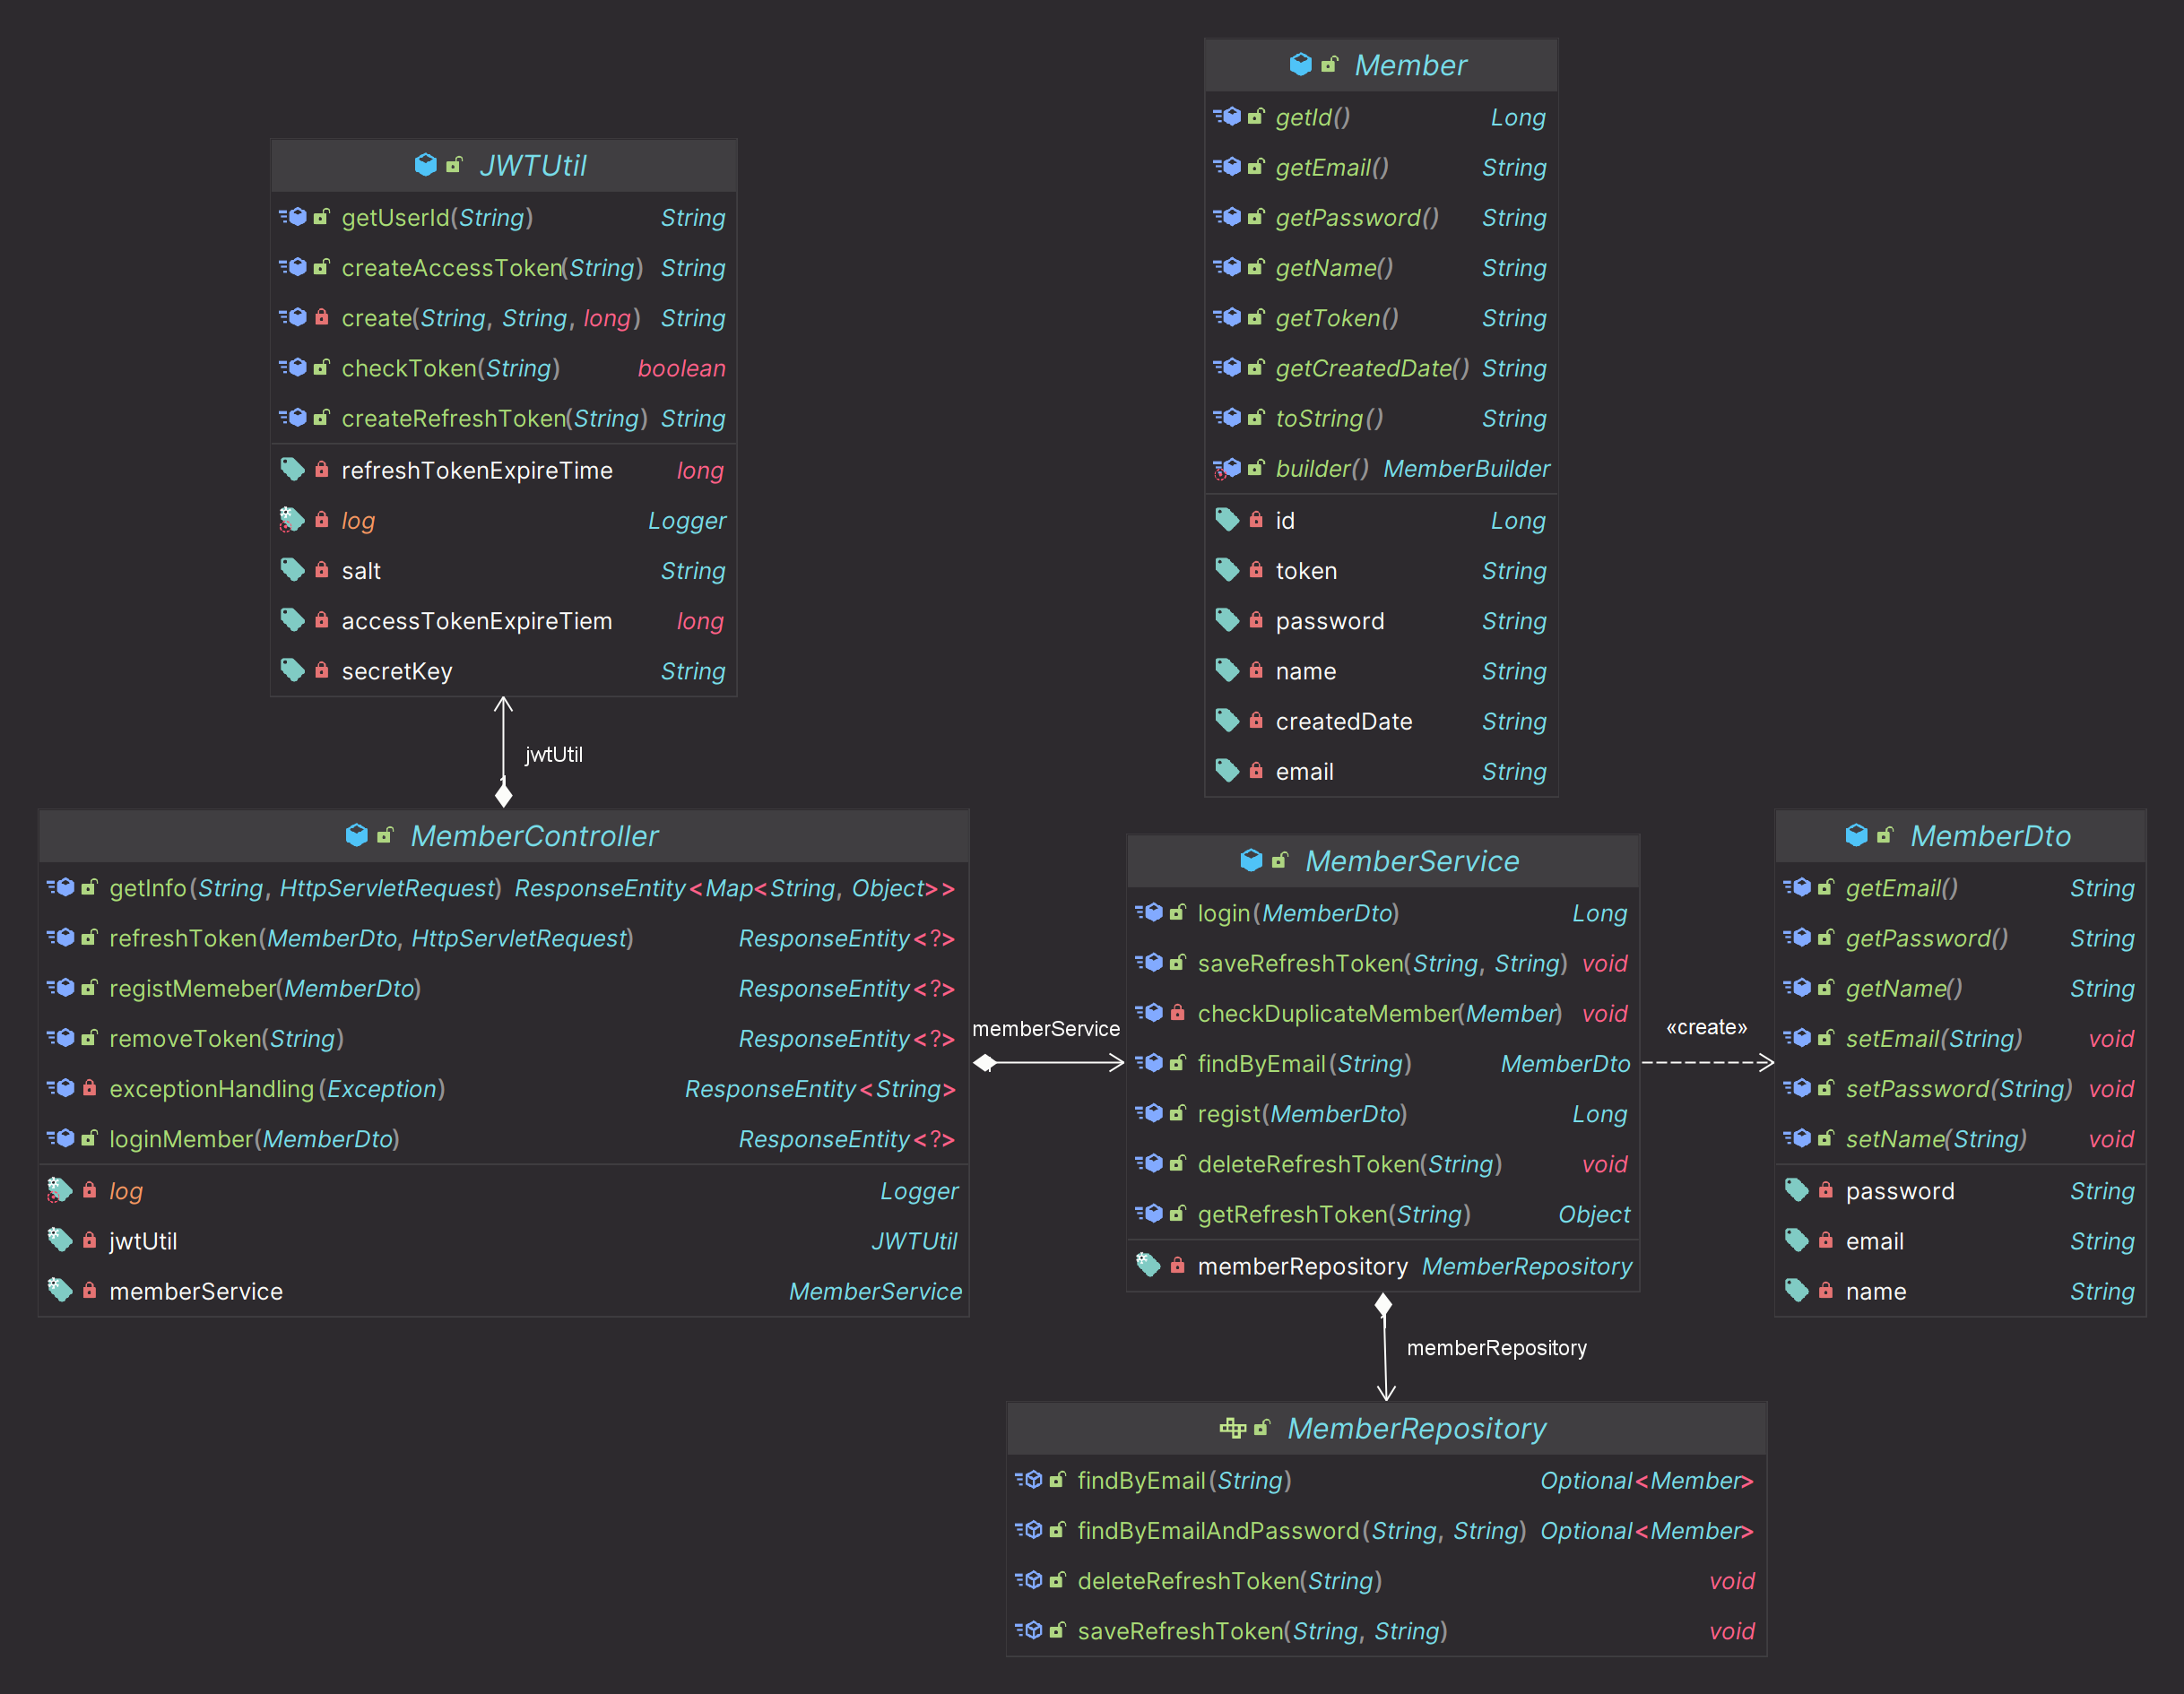 Member
getId() Long
getEmail() String
getPassword() String
getName() String
getToken() String
getCreatedDate() String
toString() String
builder() MemberBuilder
id Long
token String
password String
name String
createdDate String
email String
JWTUtil
getUserId(String) String
createAccessToken(String) String
create(String, String, long) String
checkToken(String) boolean
createRefreshToken(String) String
refreshTokenExpireTime long
log Logger
salt String
accessTokenExpireTiem long
secretKey String
jwtUtil
1
MemberController
getInfo(String, HttpServletRequest) ResponseEntity<Map<String, Object>>
refreshToken(MemberDto, HttpServletRequest) ResponseEntity<?>
registMemeber(MemberDto) ResponseEntity<?>
removeToken(String) ResponseEntity<?>
exceptionHandling(Exception) ResponseEntity<String>
loginMember(MemberDto) ResponseEntity<?>
log Logger
jwtUtil JWTUtil
memberService MemberService
memberService
1
MemberService
login(MemberDto) Long
saveRefreshToken(String, String) void
checkDuplicateMember(Member) void
findByEmail(String) MemberDto
regist(MemberDto) Long
deleteRefreshToken(String) void
getRefreshToken(String) Object
memberRepository MemberRepository
«create»
MemberDto
getEmail() String
getPassword() String
getName() String
setEmail(String) void
setPassword(String) void
setName(String) void
password String
email String
name String
1
memberRepository
MemberRepository
findByEmail(String) Optional<Member>
findByEmailAndPassword(String, String) Optional<Member>
deleteRefreshToken(String) void
saveRefreshToken(String, String) void